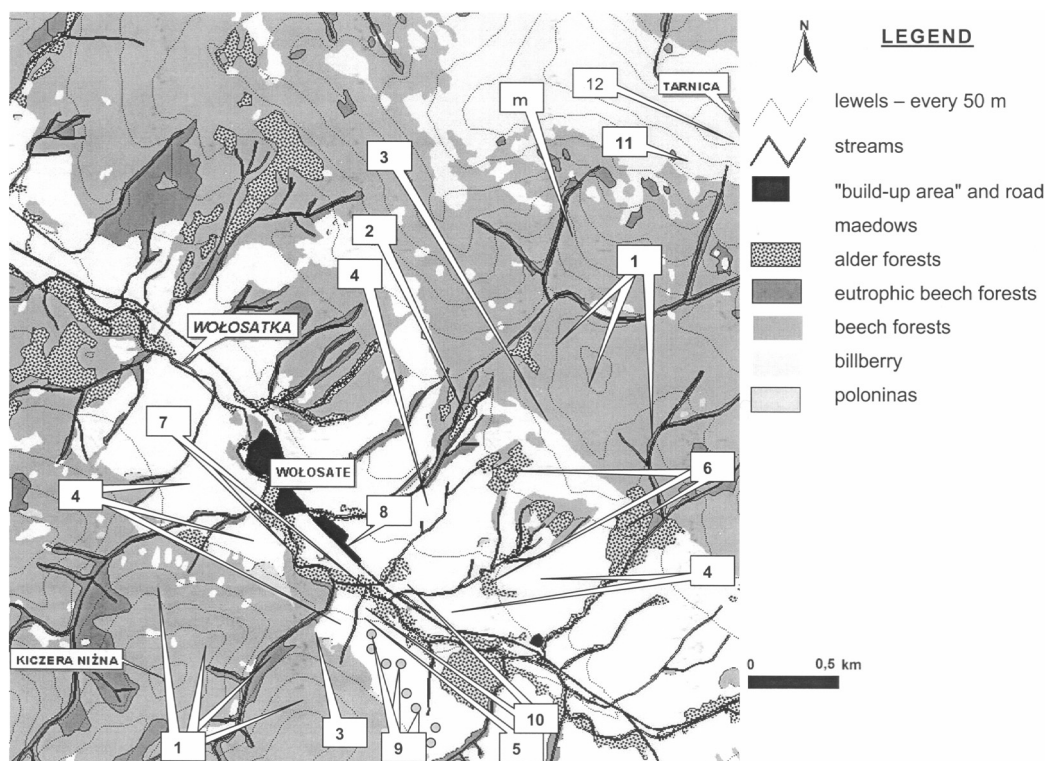 N
LEGEND
lewels – every 50 m
streams
"build-up area" and road
maedows
alder forests
eutrophic beech forests
beech forests
billberry
poloninas
0 0,5 km
TARNICA
12
m
11
3
2
1
4
WOŁOSATKA
7
WOŁOSATE
6
4
8
4
KICZERA NIŻNA
1
3
9
10
5